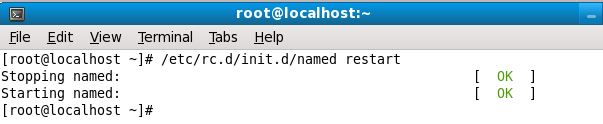 root@localhost:~
File Edit View Terminal Tabs Help
[root@localhost ~]# /etc/rc.d/init.d/named restart
Stopping named: [ OK ]
Starting named: [ OK ]
[root@localhost ~]#